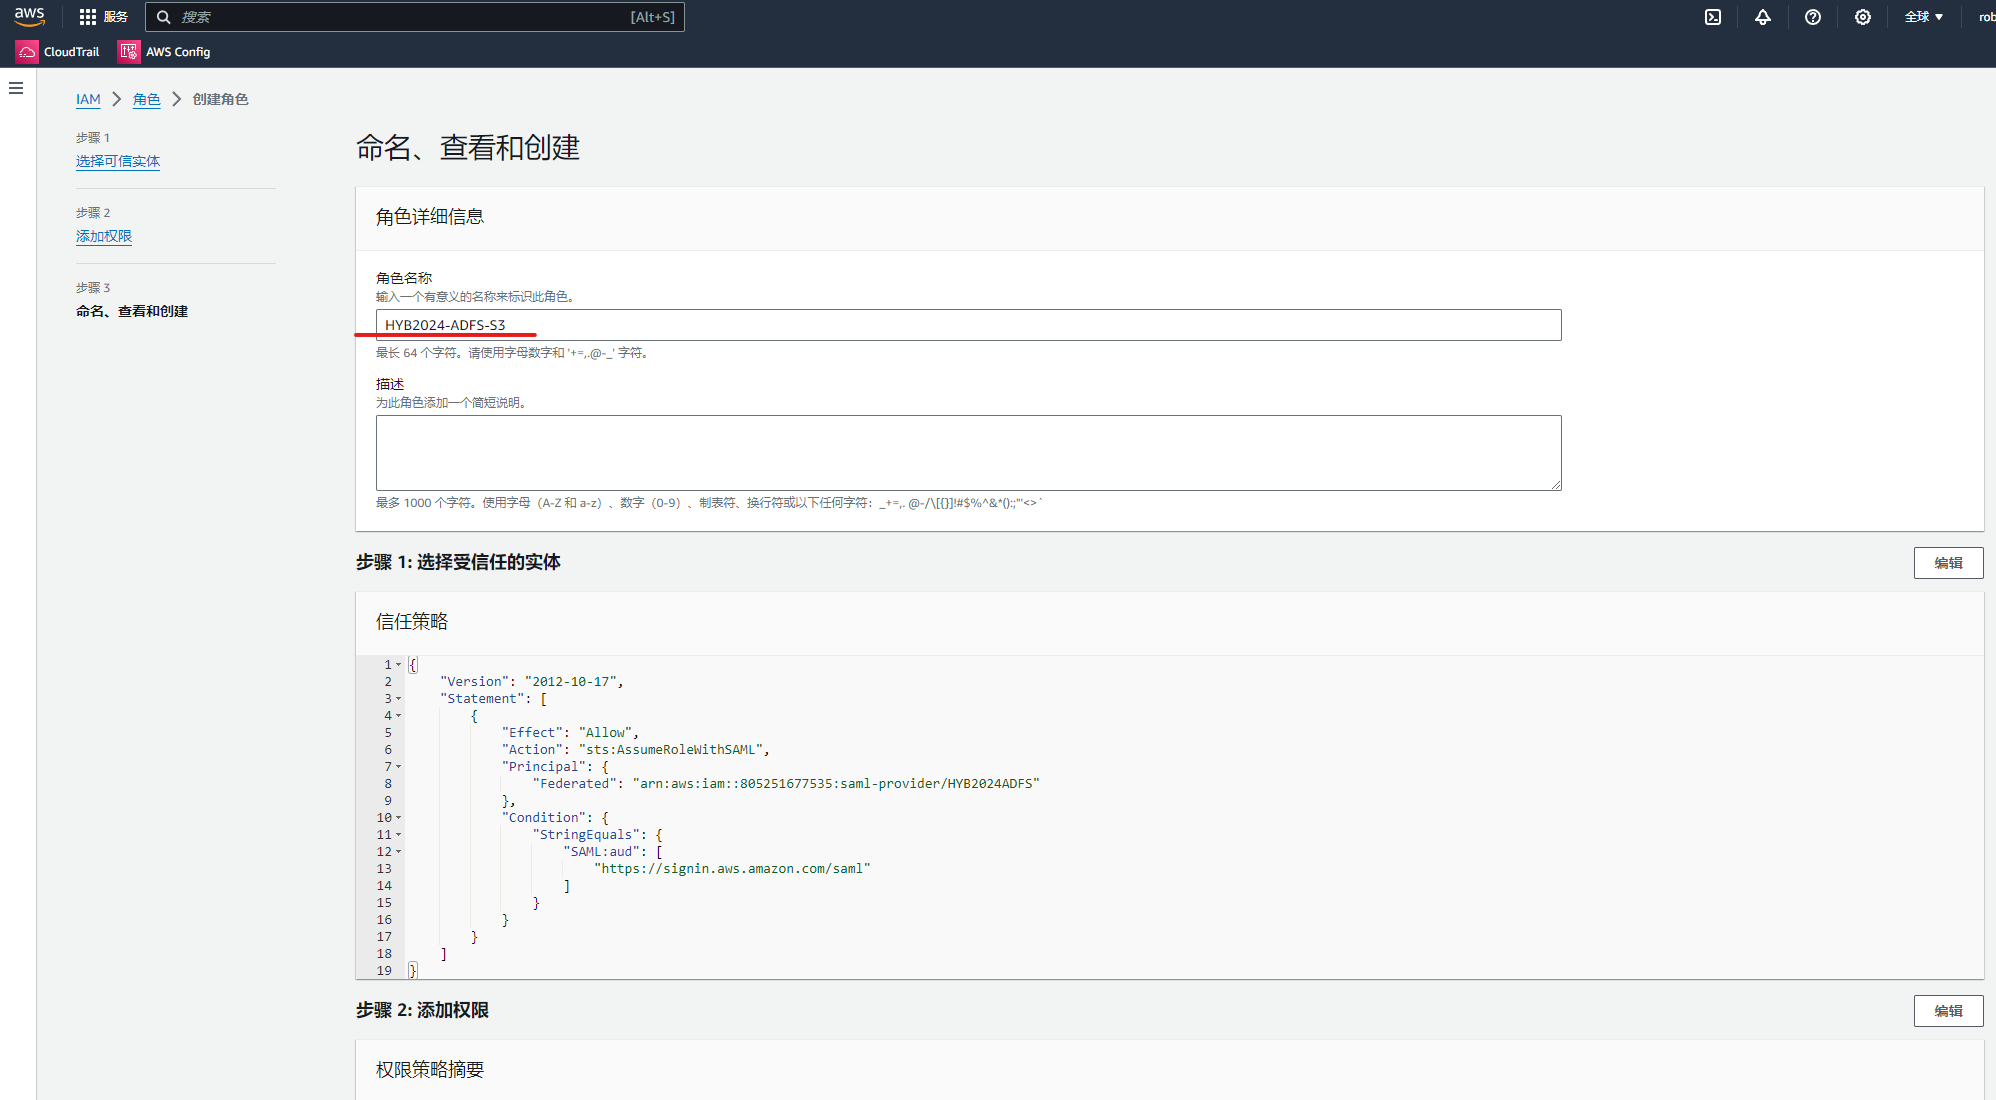 aws 服务 搜索 [Alt+S] 全球 ▼ rob
CloudTrail AWS Config
IAM > 角色 > 创建角色
步骤 1
选择可信实体
步骤 2
添加权限
步骤 3
命名、查看和创建
命名、查看和创建
角色详细信息
角色名称
输入一个有意义的名称来标识此角色。
HYB2024-ADFS-S3
最长 64 个字符。请使用字母数字和 '+=,.@-_' 字符。
描述
为此角色添加一个简短说明。
最多 1000 个字符。使用字母（A-Z 和 a-z）、数字（0-9）、制表符、换行符或以下任何字符：_+=,. @-/\[{}]!#$%^&*();:"'<>`
步骤 1: 选择受信任的实体
编辑
信任策略
1 {
2 "Version": "2012-10-17",
3 "Statement": [
4 {
5 "Effect": "Allow",
6 "Action": "sts:AssumeRoleWithSAML",
7 "Principal": {
8 "Federated": "arn:aws:iam::805251677535:saml-provider/HYB2024ADFS"
9 },
10 "Condition": {
11 "StringEquals": {
12 "SAML:aud": [
13 "https://signin.aws.amazon.com/saml"
14 ]
15 }
16 }
17 }
18 ]
19 }
步骤 2: 添加权限
编辑
权限策略摘要